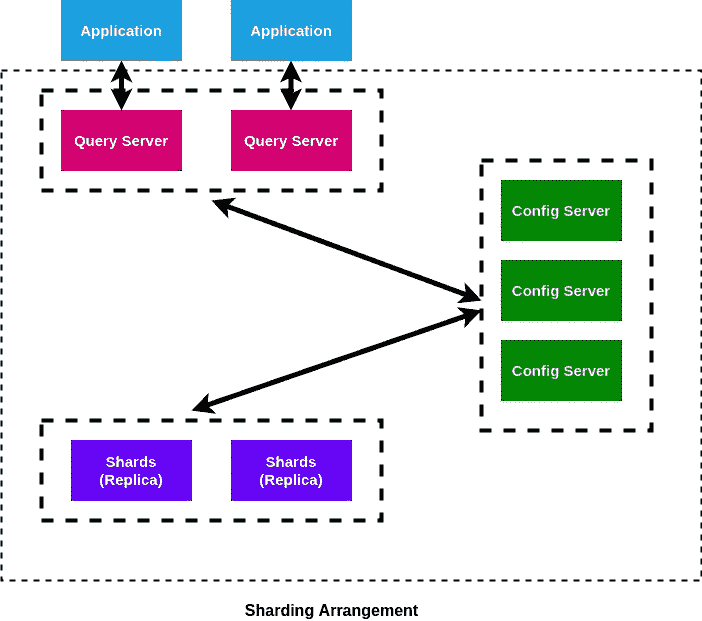 Application
Application
Query Server
Query Server
Config Server
Config Server
Config Server
Shards
(Replica)
Shards
(Replica)
Sharding Arrangement